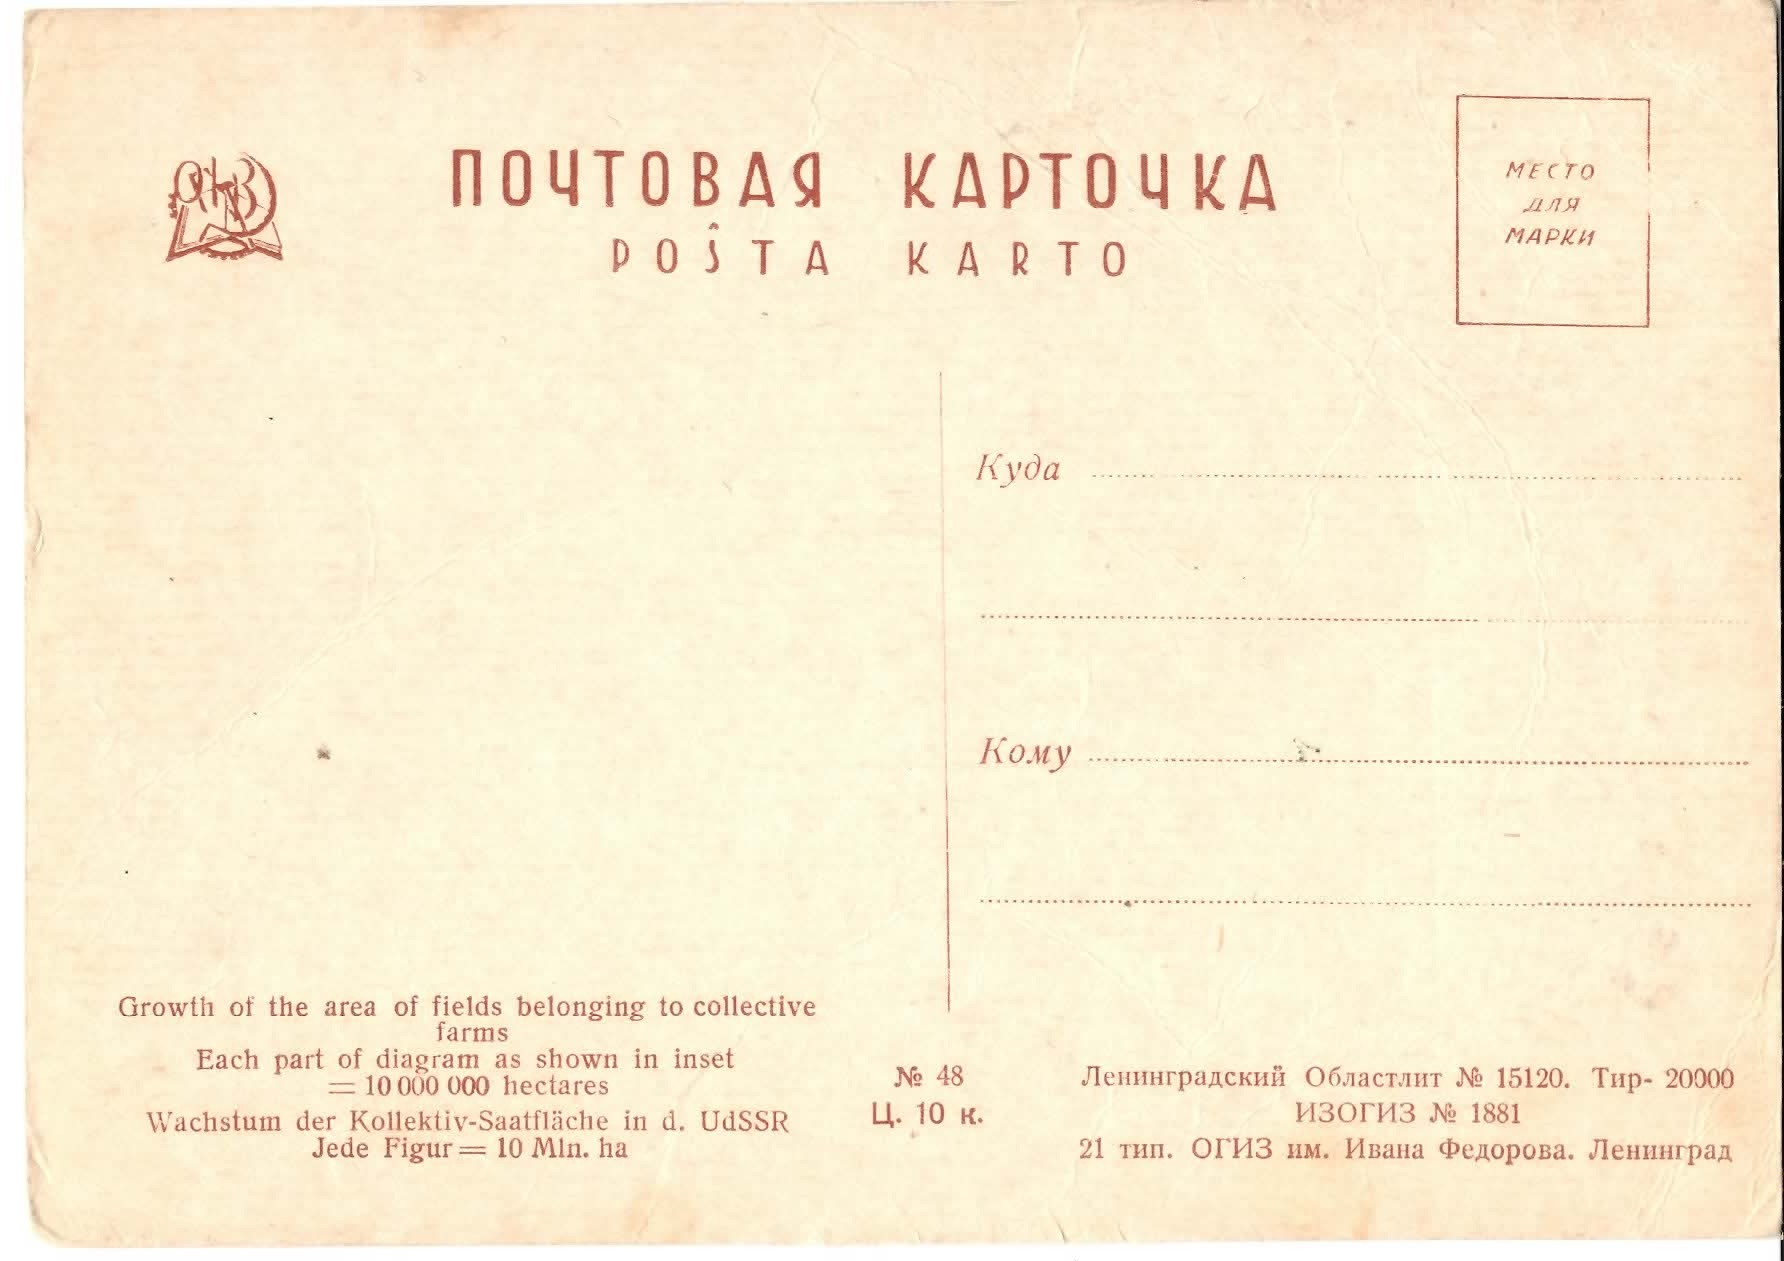 ПОЧТОВАЯ КАРТОЧКА
POŜTA KARTO
МЕСТО
ДЛЯ
МАРКИ
Куда
Кому
Growth of the area of fields belonging to collective
farms
Each part of diagram as shown in inset
= 10 000 000 hectares
Wachstum der Kollektiv-Saatfläche in d. UdSSR
Jede Figur = 10 Mln. ha
№ 48
Ц. 10 к.
Ленинградский Областлит № 15120. Тир- 20000
ИЗОГИЗ № 1881
21 тип. ОГИЗ им. Ивана Федорова. Ленинград